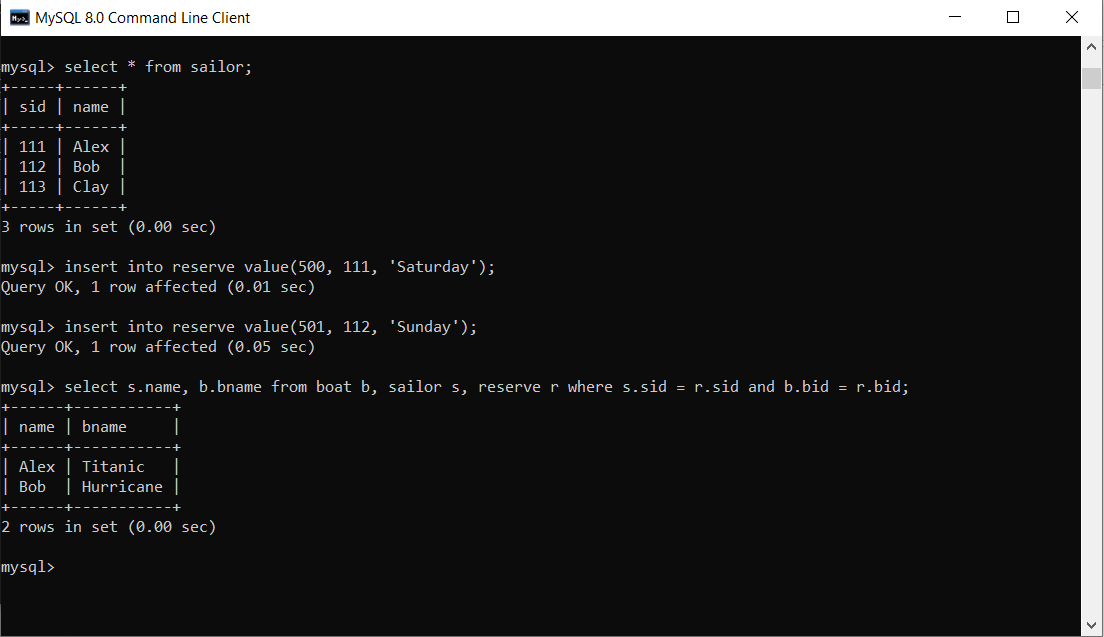 MySQL 8.0 Command Line Client
mysql> select * from sailor;
+-----+------+
| sid | name |
+-----+------+
| 111 | Alex |
| 112 | Bob  |
| 113 | Clay |
+-----+------+
3 rows in set (0.00 sec)
mysql> insert into reserve value(500, 111, 'Saturday');
Query OK, 1 row affected (0.01 sec)
mysql> insert into reserve value(501, 112, 'Sunday');
Query OK, 1 row affected (0.05 sec)
mysql> select s.name, b.bname from boat b, sailor s, reserve r where s.sid = r.sid and b.bid = r.bid;
+------+-----------+
| name | bname     |
+------+-----------+
| Alex | Titanic   |
| Bob  | Hurricane |
+------+-----------+
2 rows in set (0.00 sec)
mysql>